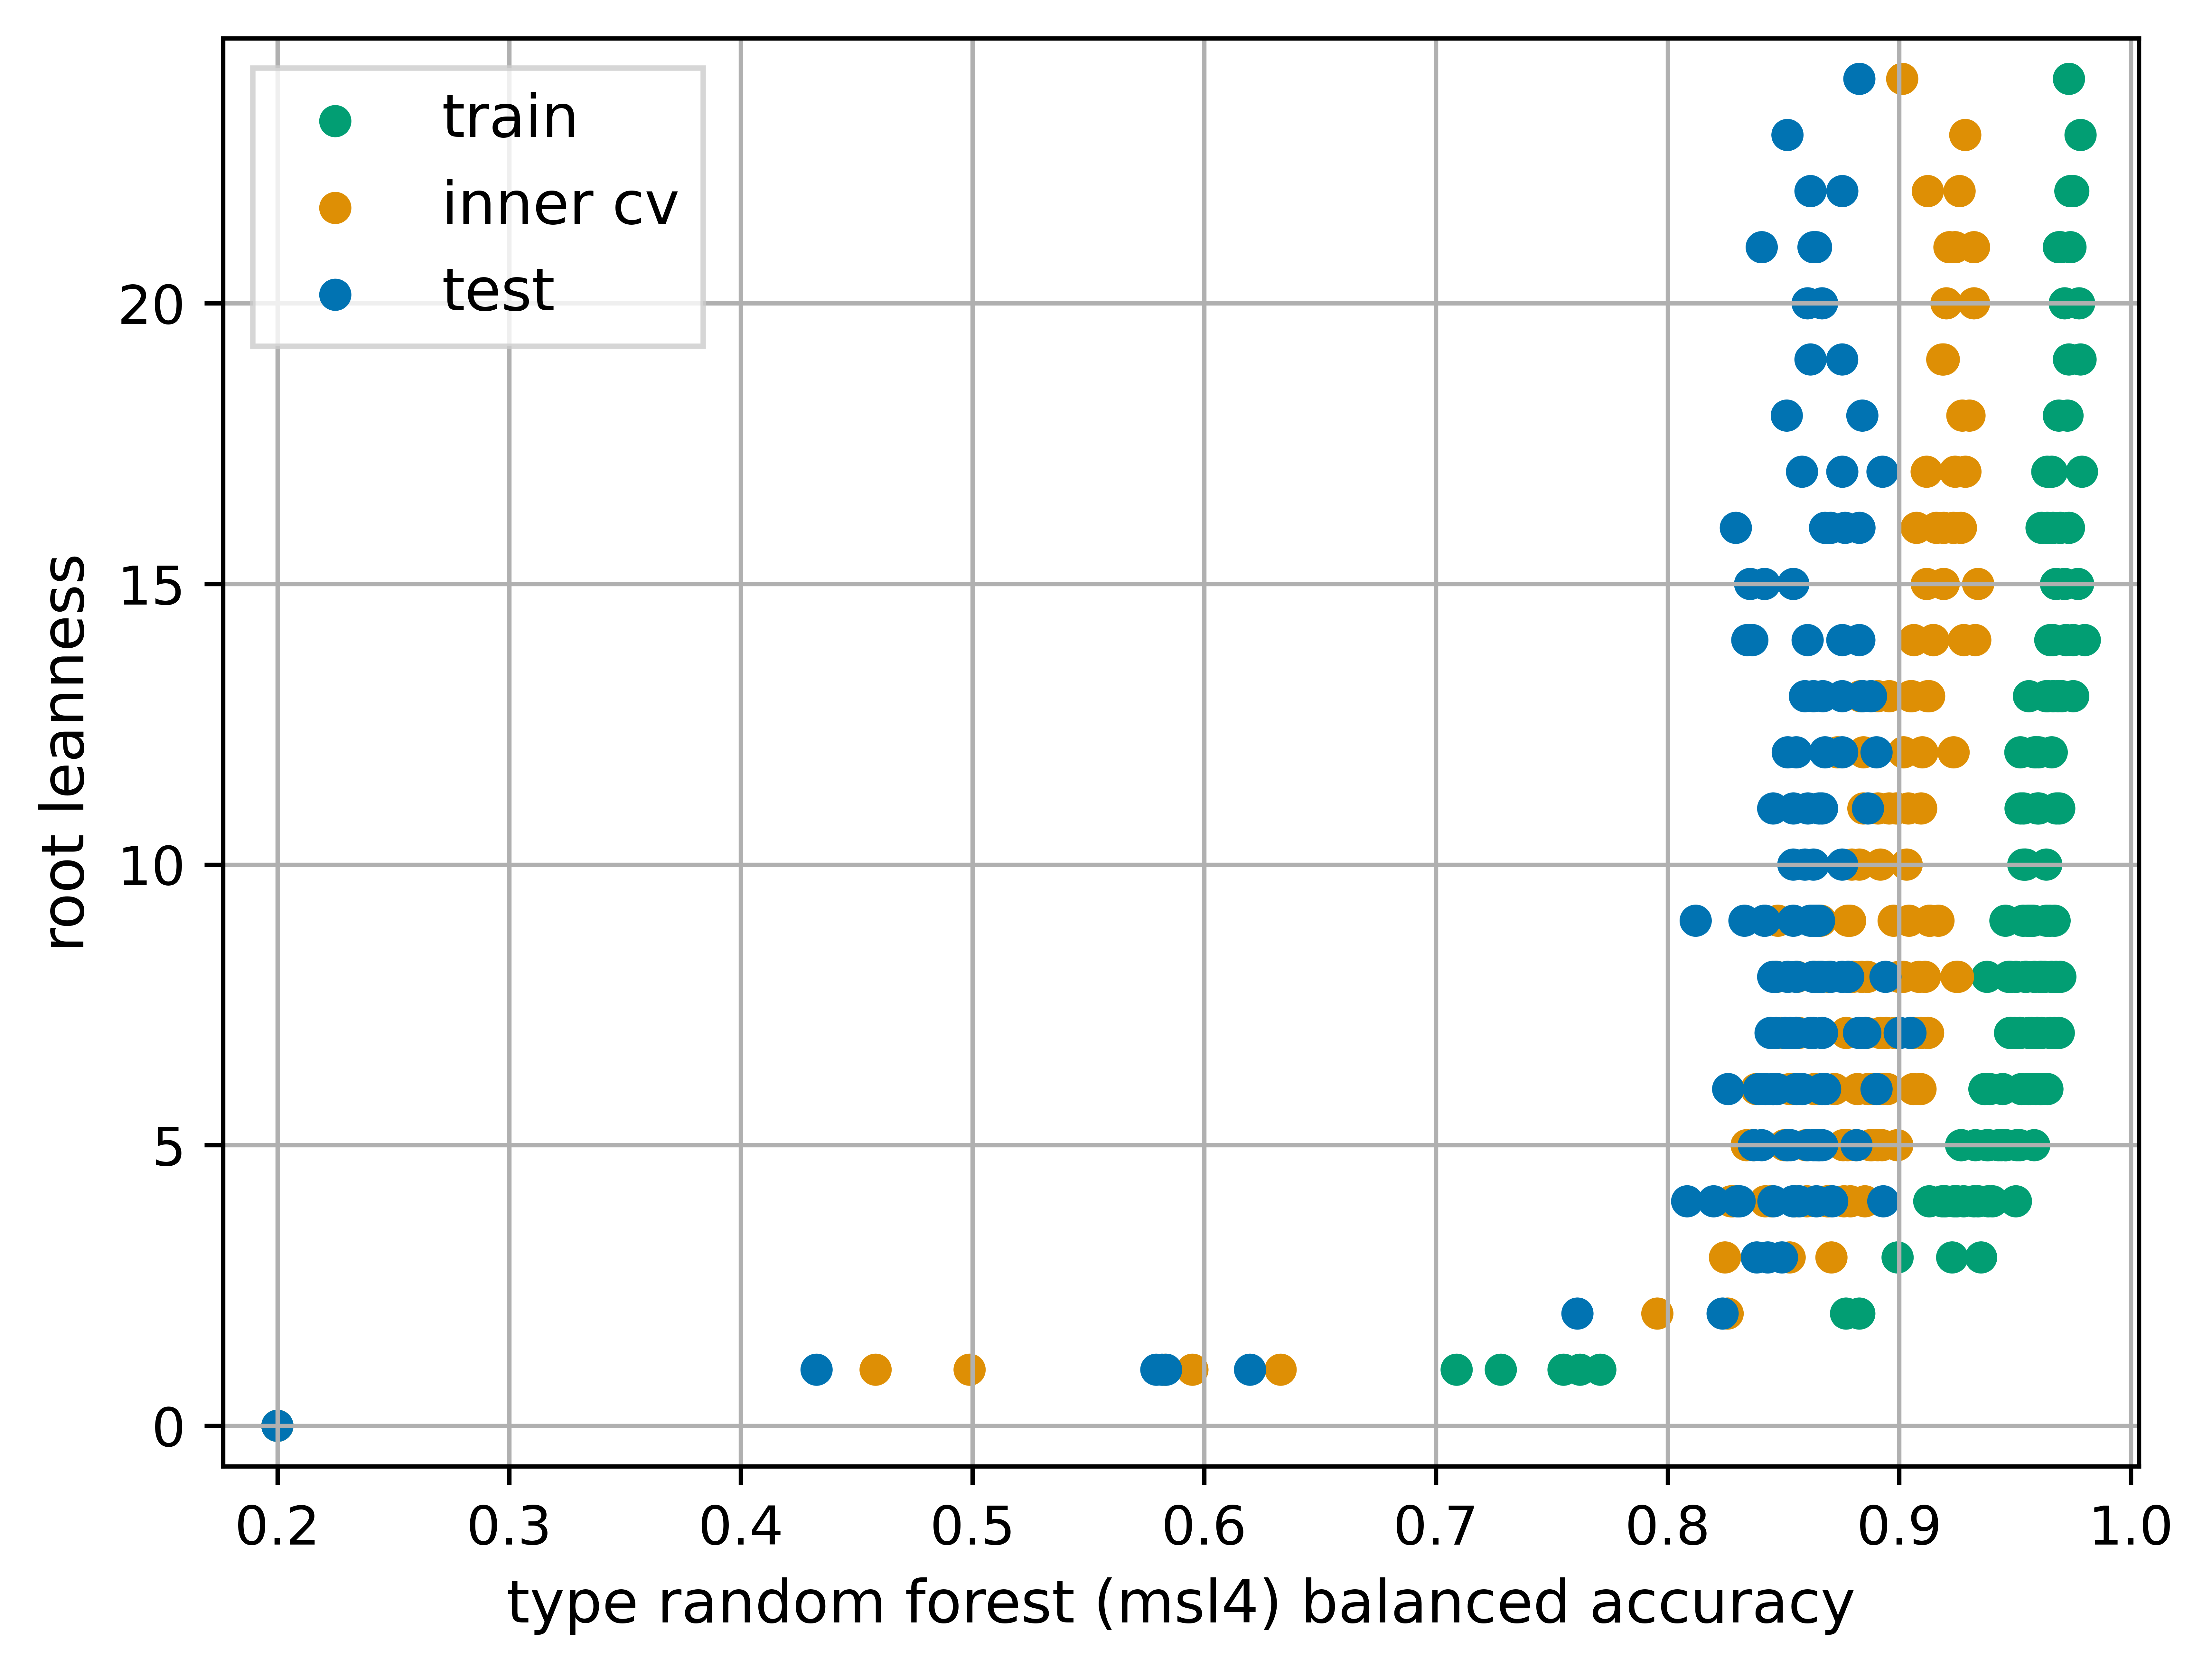 train
inner cv
test
20
15
10
5
0
root leanness
0.2 0.3 0.4 0.5 0.6 0.7 0.8 0.9 1.0
type random forest (msl4) balanced accuracy